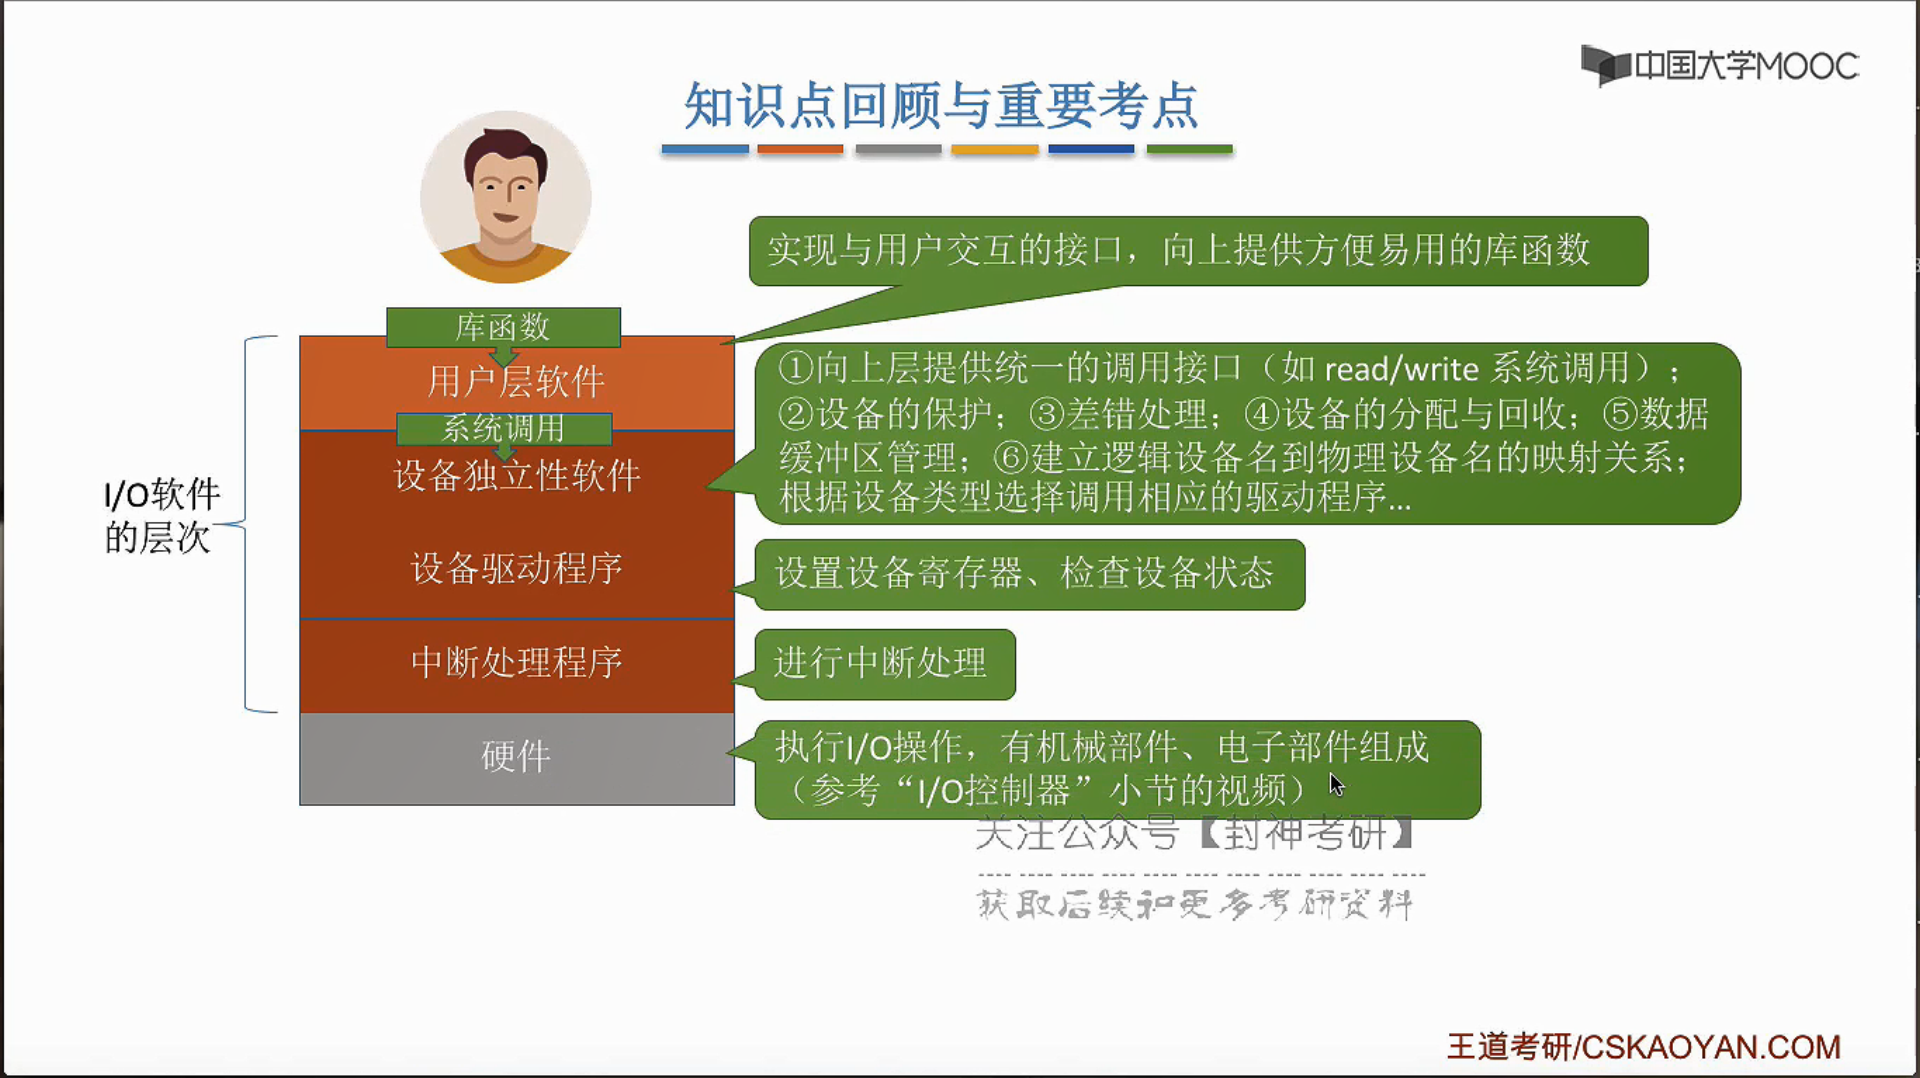 中国大学MOOC
知识点回顾与重要考点
实现与用户交互的接口，向上提供方便易用的库函数
库函数
用户层软件
系统调用
设备独立性软件
①向上层提供统一的调用接口（如 read/write 系统调用）；
②设备的保护；③差错处理；④设备的分配与回收；⑤数据
缓冲区管理；⑥建立逻辑设备名到物理设备名的映射关系；
根据设备类型选择调用相应的驱动程序...
I/O软件
的层次
设备驱动程序
设置设备寄存器、检查设备状态
中断处理程序
进行中断处理
硬件
执行I/O操作，有机械部件、电子部件组成
（参考“I/O控制器”小节的视频）
关注公众号【封神考研】
获取后续和更多考研资料
王道考研/CSKAOYAN.COM